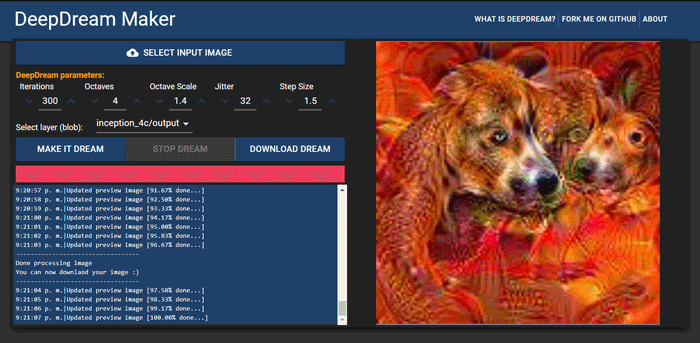 DeepDream Maker
WHAT IS DEEPDREAM? FORK ME ON GITHUB ABOUT
SELECT INPUT IMAGE
DeepDream parameters:
Iterations Octaves Octave Scale Jitter Step Size
300 4 1.4 32 1.5
Select layer (blob): inception_4c/output
MAKE IT DREAM STOP DREAM DOWNLOAD DREAM
9:20:57 p. m.|Updated preview image [91.67% done...]
9:20:58 p. m.|Updated preview image [92.50% done...]
9:20:59 p. m.|Updated preview image [93.33% done...]
9:21:00 p. m.|Updated preview image [94.17% done...]
9:21:01 p. m.|Updated preview image [95.00% done...]
9:21:02 p. m.|Updated preview image [95.83% done...]
9:21:03 p. m.|Updated preview image [96.67% done...]
--------------------------------
Done processing image
You can now downlaod your image :)
--------------------------------
9:21:04 p. m.|Updated preview image [97.50% done...]
9:21:05 p. m.|Updated preview image [98.33% done...]
9:21:06 p. m.|Updated preview image [99.17% done...]
9:21:07 p. m.|Updated preview image [100.00% done...]